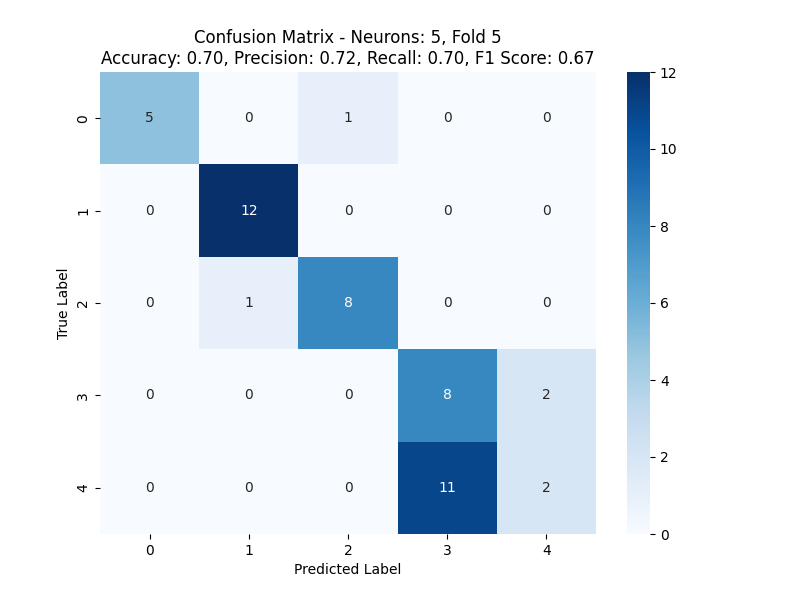 Confusion Matrix - Neurons: 5, Fold 5
Accuracy: 0.70, Precision: 0.72, Recall: 0.70, F1 Score: 0.67
0 5 0 1 0 0
1 0 12 0 0 0
2 0 1 8 0 0
3 0 0 0 8 2
4 0 0 0 11 2
0 1 2 3 4
Predicted Label
True Label
12
10
8
6
4
2
0